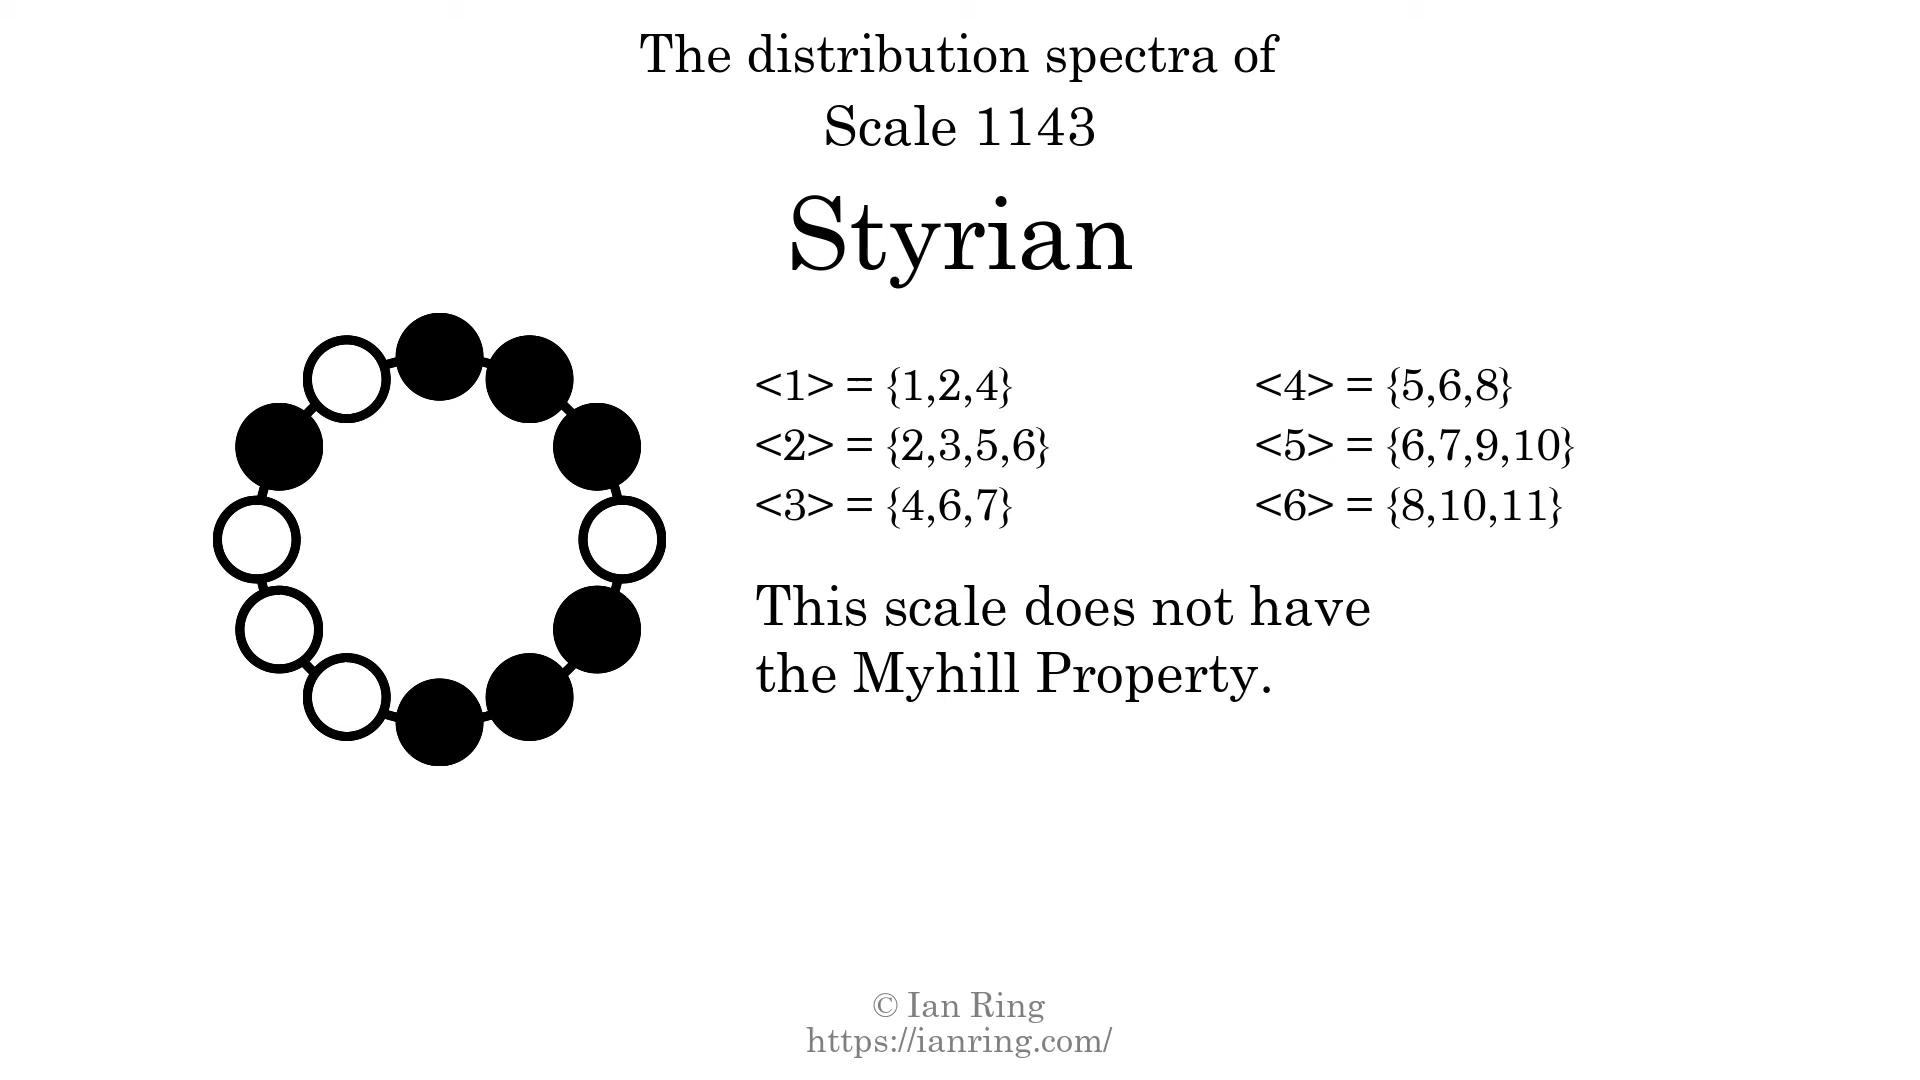 The distribution spectra of
Scale 1143
Styrian
<1> = {1,2,4}
<2> = {2,3,5,6}
<3> = {4,6,7}
<4> = {5,6,8}
<5> = {6,7,9,10}
<6> = {8,10,11}
This scale does not have
the Myhill Property.
© Ian Ring
https://ianring.com/